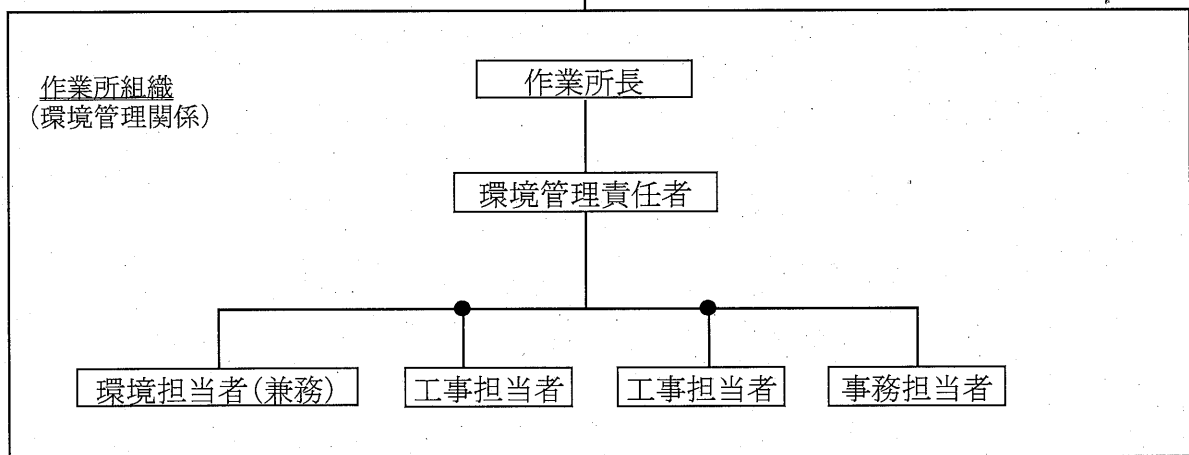 作業所組織
(環境管理関係)
作業所長
環境管理責任者
環境担当者(兼務)
工事担当者
工事担当者
事務担当者